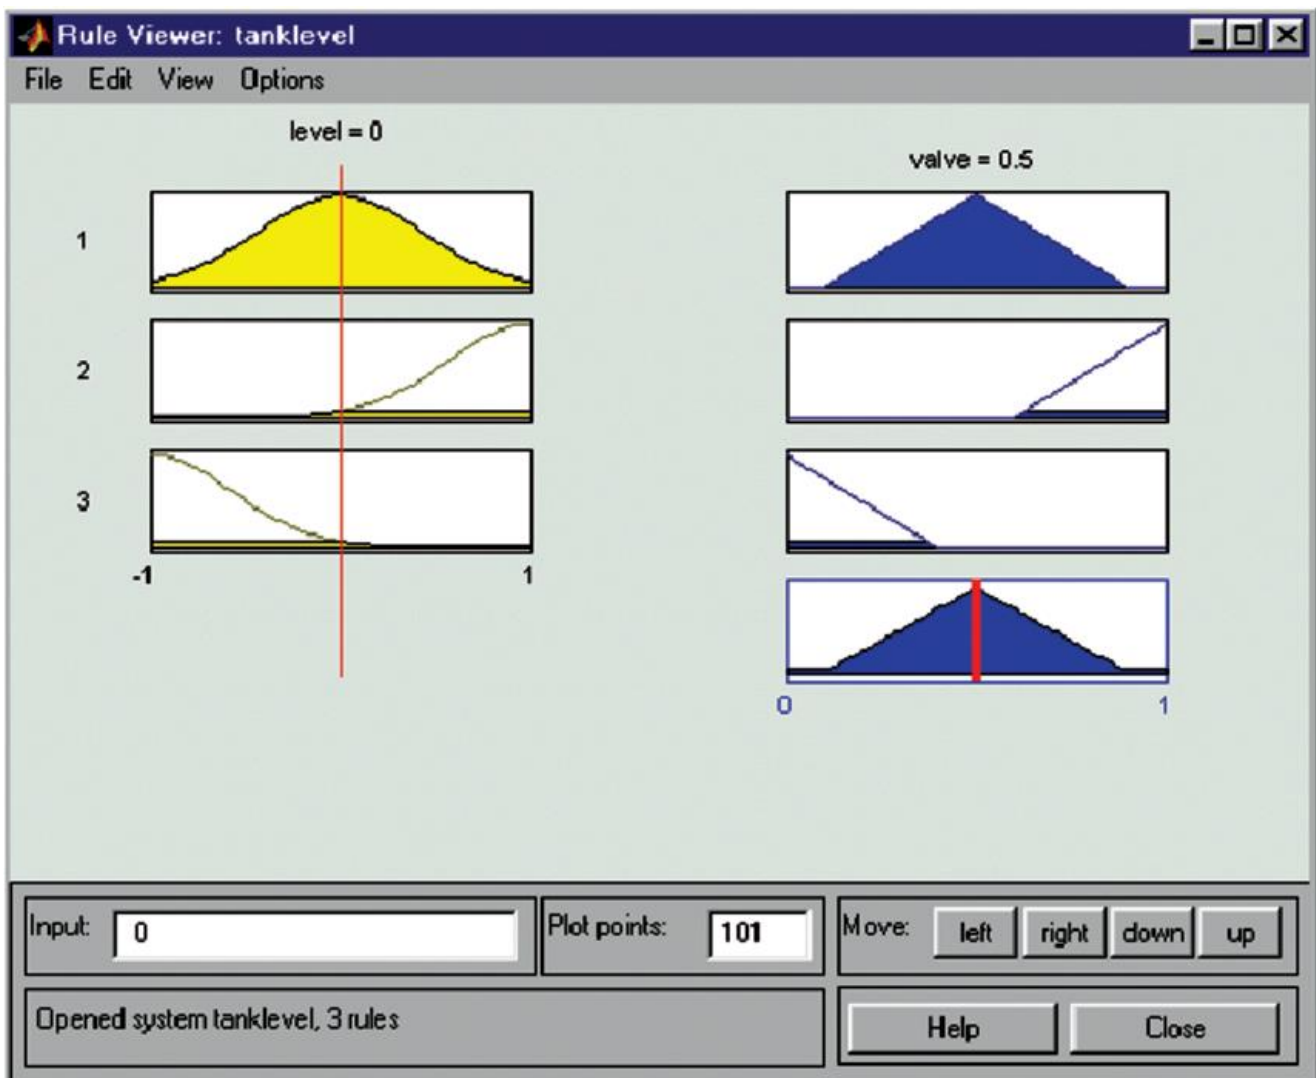 Rule Viewer: tanklevel
File Edit View Options
level = 0
valve = 0.5
1
2
3
-1 1
0 1
Input: 0 Plot points: 101 Move: left right down up
Opened system tanklevel, 3 rules Help Close